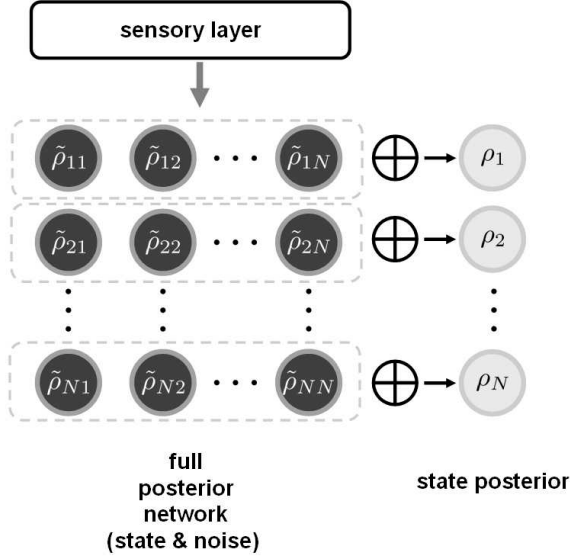 sensory layer
ρ̃₁₁ ρ̃₁₂ ··· ρ̃₁N ρ₁
ρ̃₂₁ ρ̃₂₂ ··· ρ̃₂N ρ₂
ρ̃N1 ρ̃N2 ··· ρ̃NN ρN
full
posterior
network
(state & noise)
state posterior